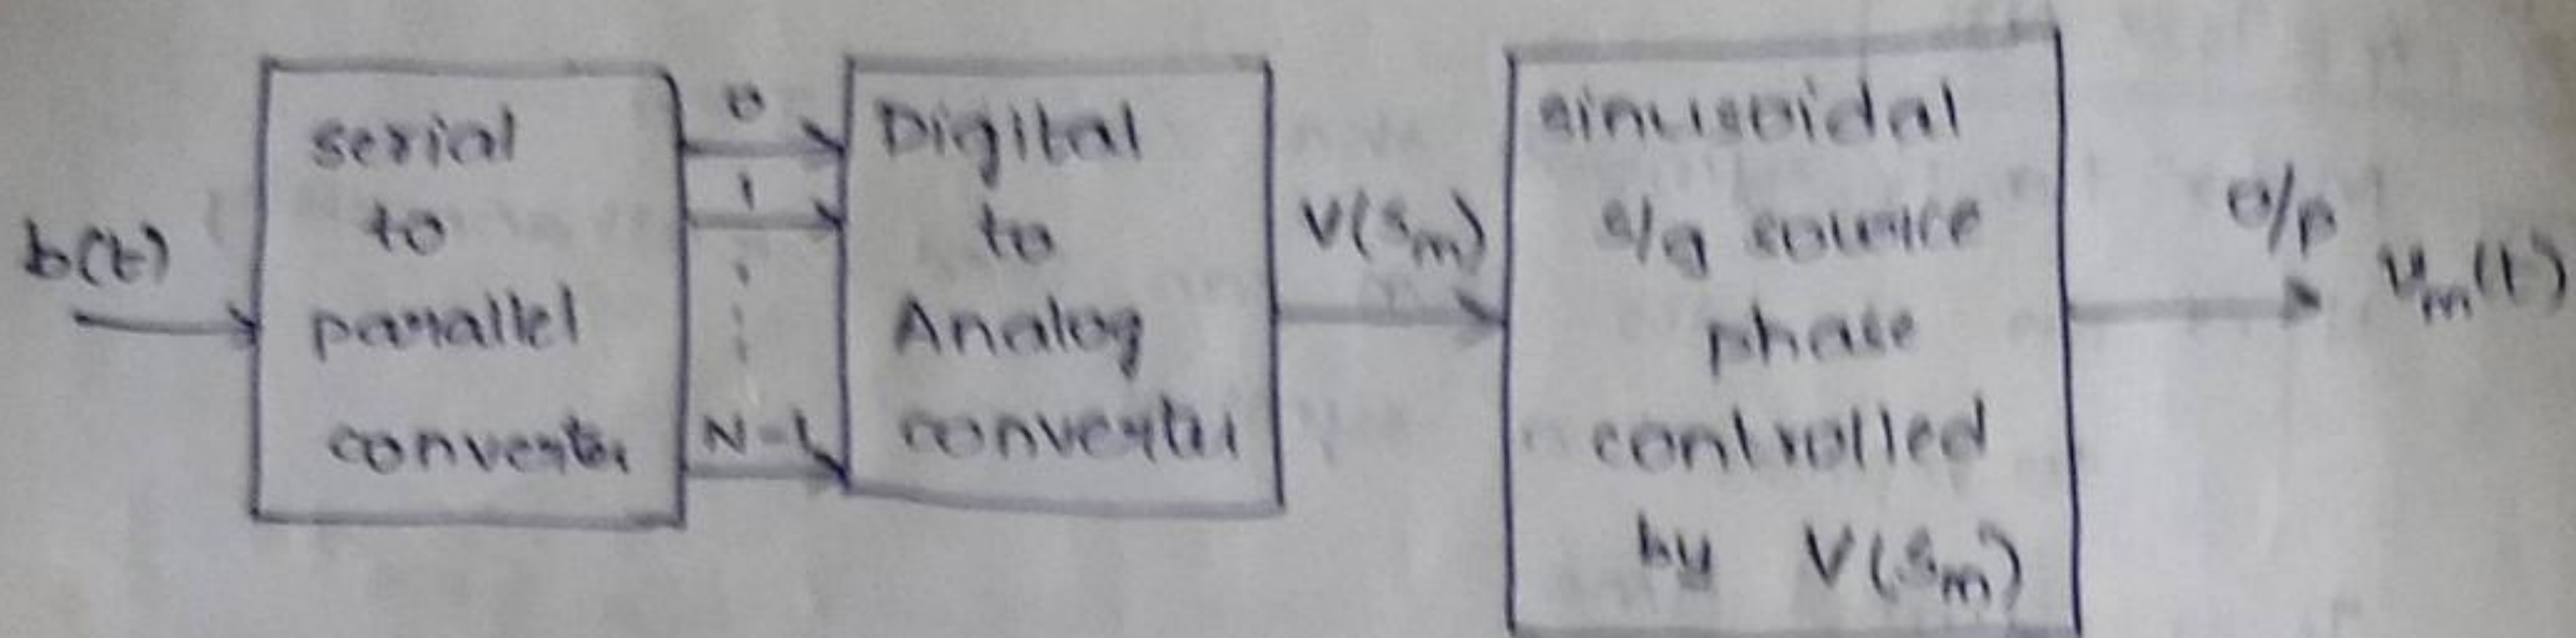 b(t)
serial
to
parallel
converter
0
1
N-1
Digital
to
Analog
converter
V(Sm)
sinusoidal
s/g source
phase
controlled
by V(Sm)
o/p
Vm(t)